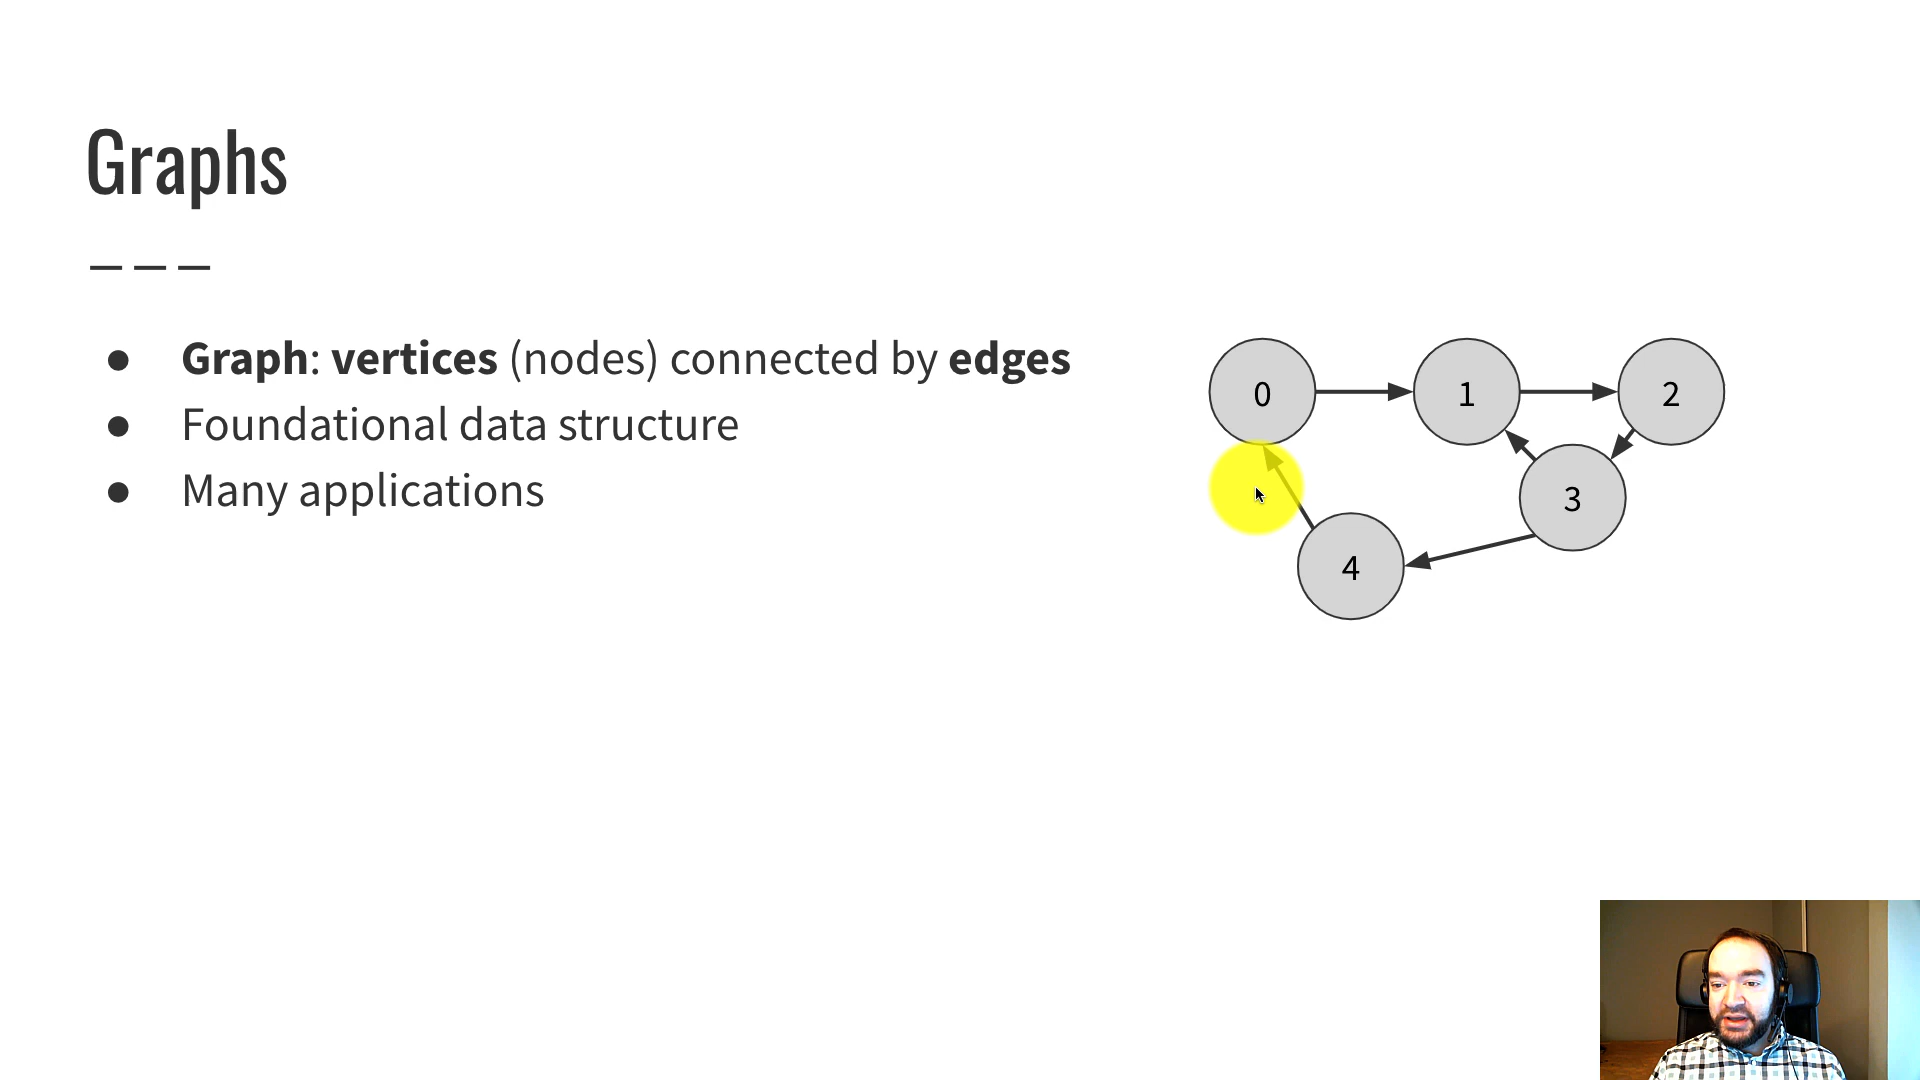 Graphs
● Graph: vertices (nodes) connected by edges
● Foundational data structure
● Many applications
0
1
2
3
4